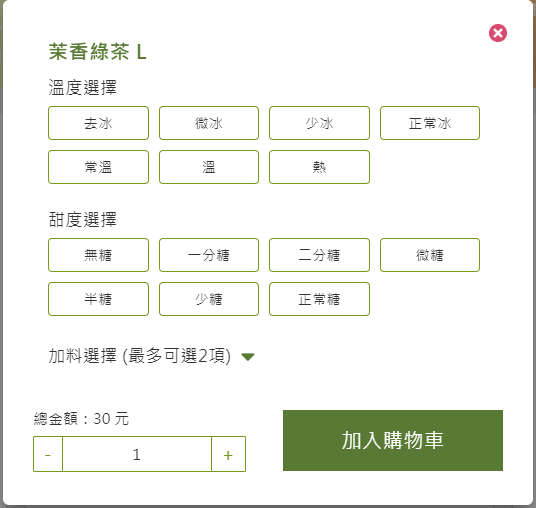 茉香綠茶 L
溫度選擇
去冰 微冰 少冰 正常冰
常溫 溫 熱
甜度選擇
無糖 一分糖 二分糖 微糖
半糖 少糖 正常糖
加料選擇 (最多可選2項)
總金額：30 元
- 1 +
加入購物車